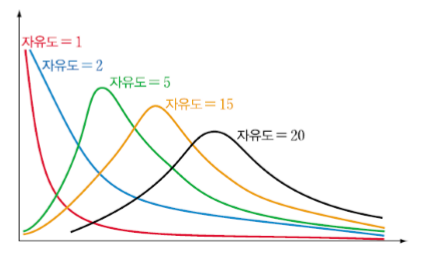 자유도 = 1
자유도 = 2
자유도 = 5
자유도 = 15
자유도 = 20